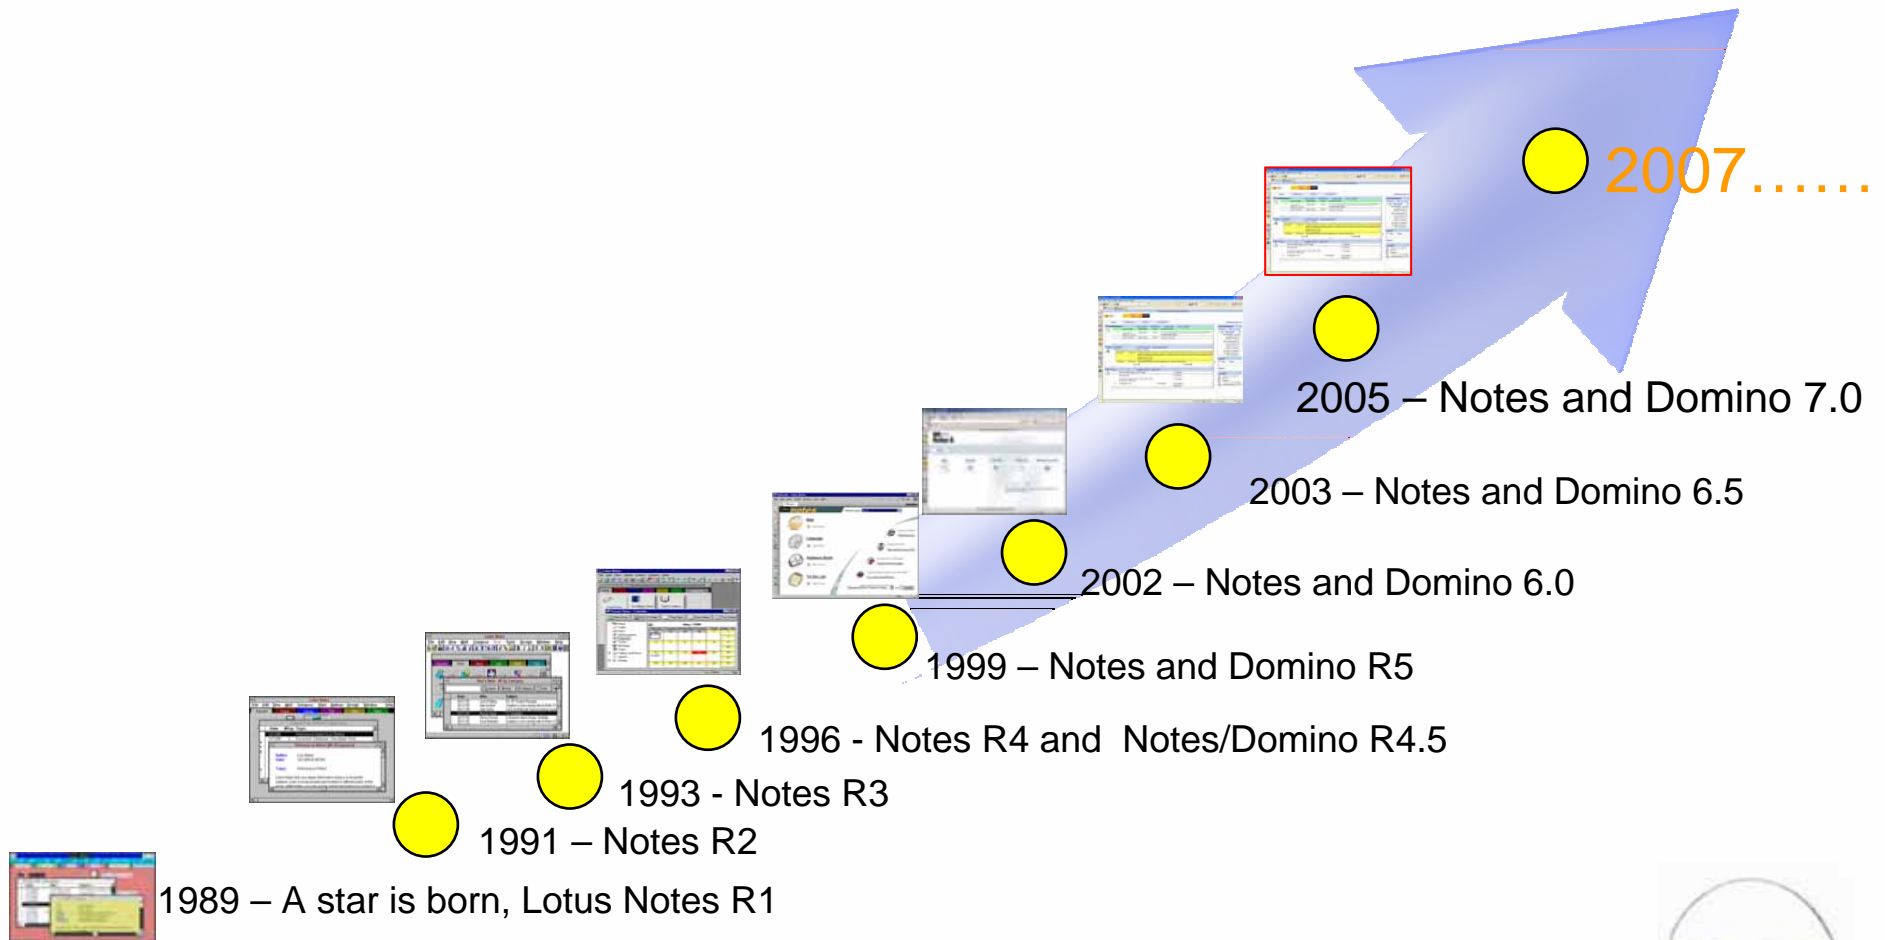 2007......
2005 – Notes and Domino 7.0
2003 – Notes and Domino 6.5
2002 – Notes and Domino 6.0
1999 – Notes and Domino R5
1996 - Notes R4 and  Notes/Domino R4.5
1993 - Notes R3
1991 – Notes R2
1989 – A star is born, Lotus Notes R1